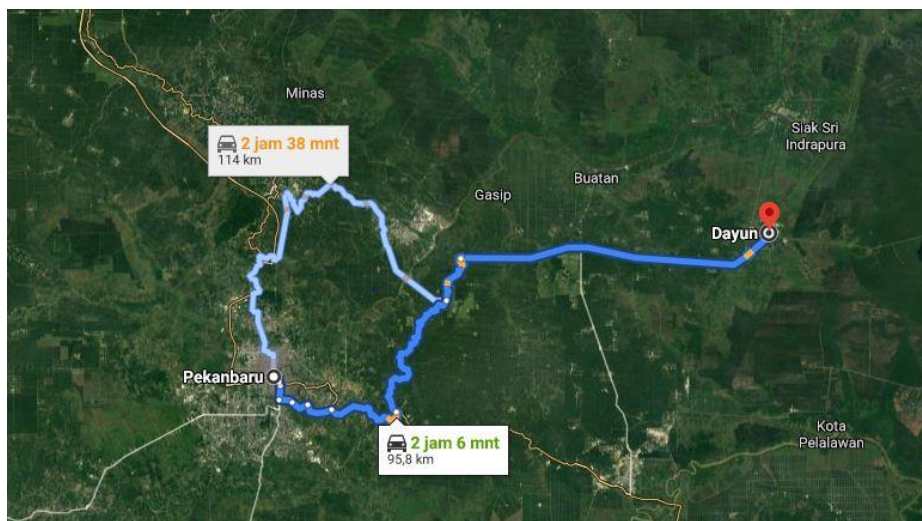 Minas
2 jam 38 mnt
114 km
Siak Sri
Indrapura
Gasip
Buatan
Dayun
Pekanbaru
2 jam 6 mnt
95,8 km
Kota
Pelalawan